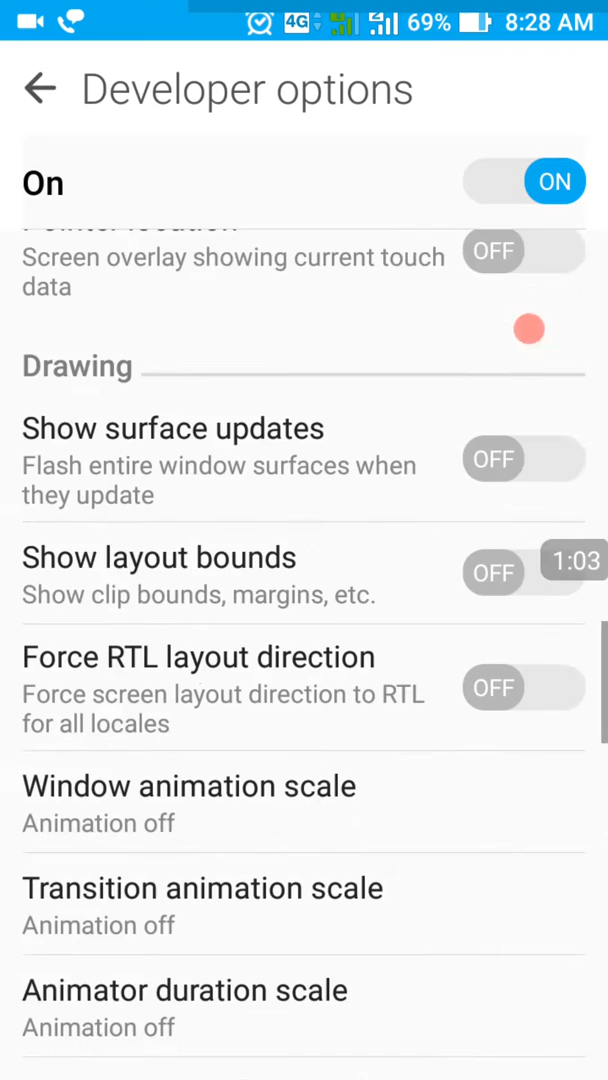 4G 69% 8:28 AM
Developer options
On ON
Pointer location
Screen overlay showing current touch
data
OFF
Drawing
Show surface updates
Flash entire window surfaces when
they update
OFF
Show layout bounds
Show clip bounds, margins, etc.
OFF
1:03
Force RTL layout direction
Force screen layout direction to RTL
for all locales
OFF
Window animation scale
Animation off
Transition animation scale
Animation off
Animator duration scale
Animation off